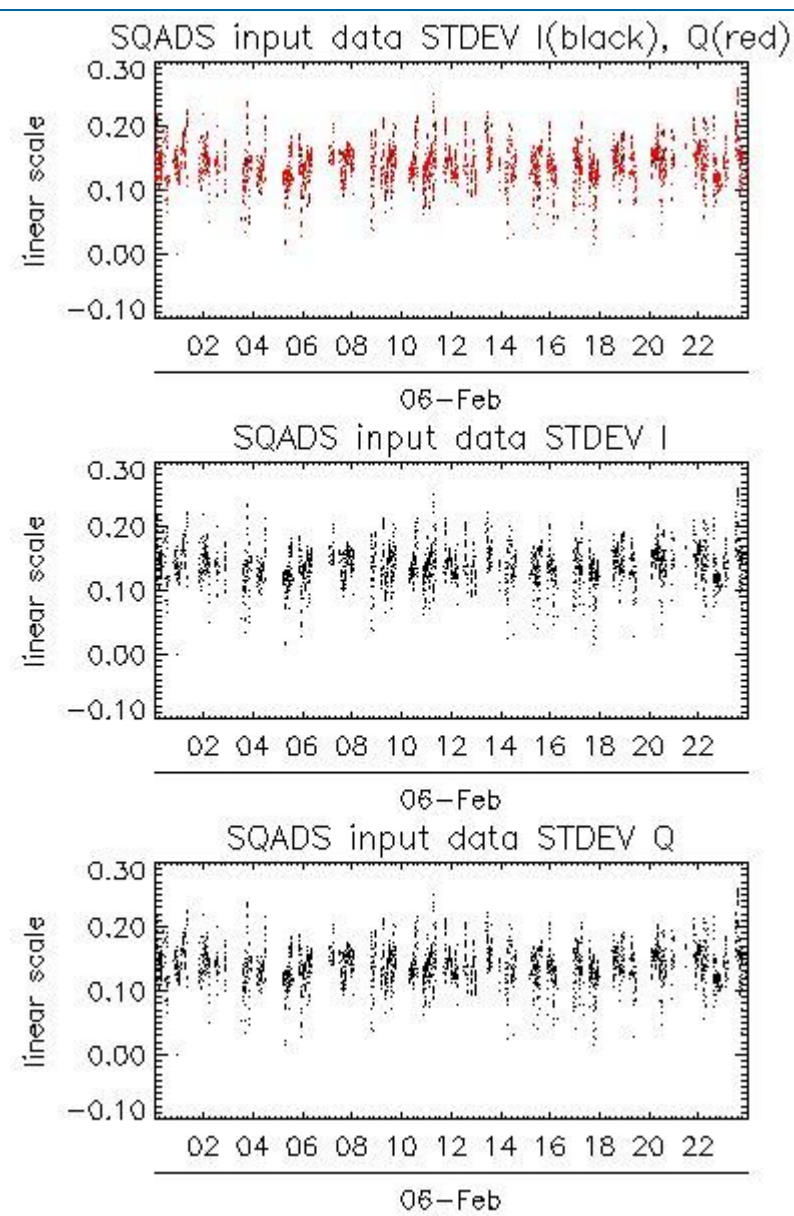 SQADS input data STDEV I(black), Q(red)
0.30
0.20
0.10
0.00
-0.10
linear scale
02 04 06 08 10 12 14 16 18 20 22
06-Feb
SQADS input data STDEV I
0.30
0.20
0.10
0.00
-0.10
linear scale
02 04 06 08 10 12 14 16 18 20 22
06-Feb
SQADS input data STDEV Q
0.30
0.20
0.10
0.00
-0.10
linear scale
02 04 06 08 10 12 14 16 18 20 22
06-Feb